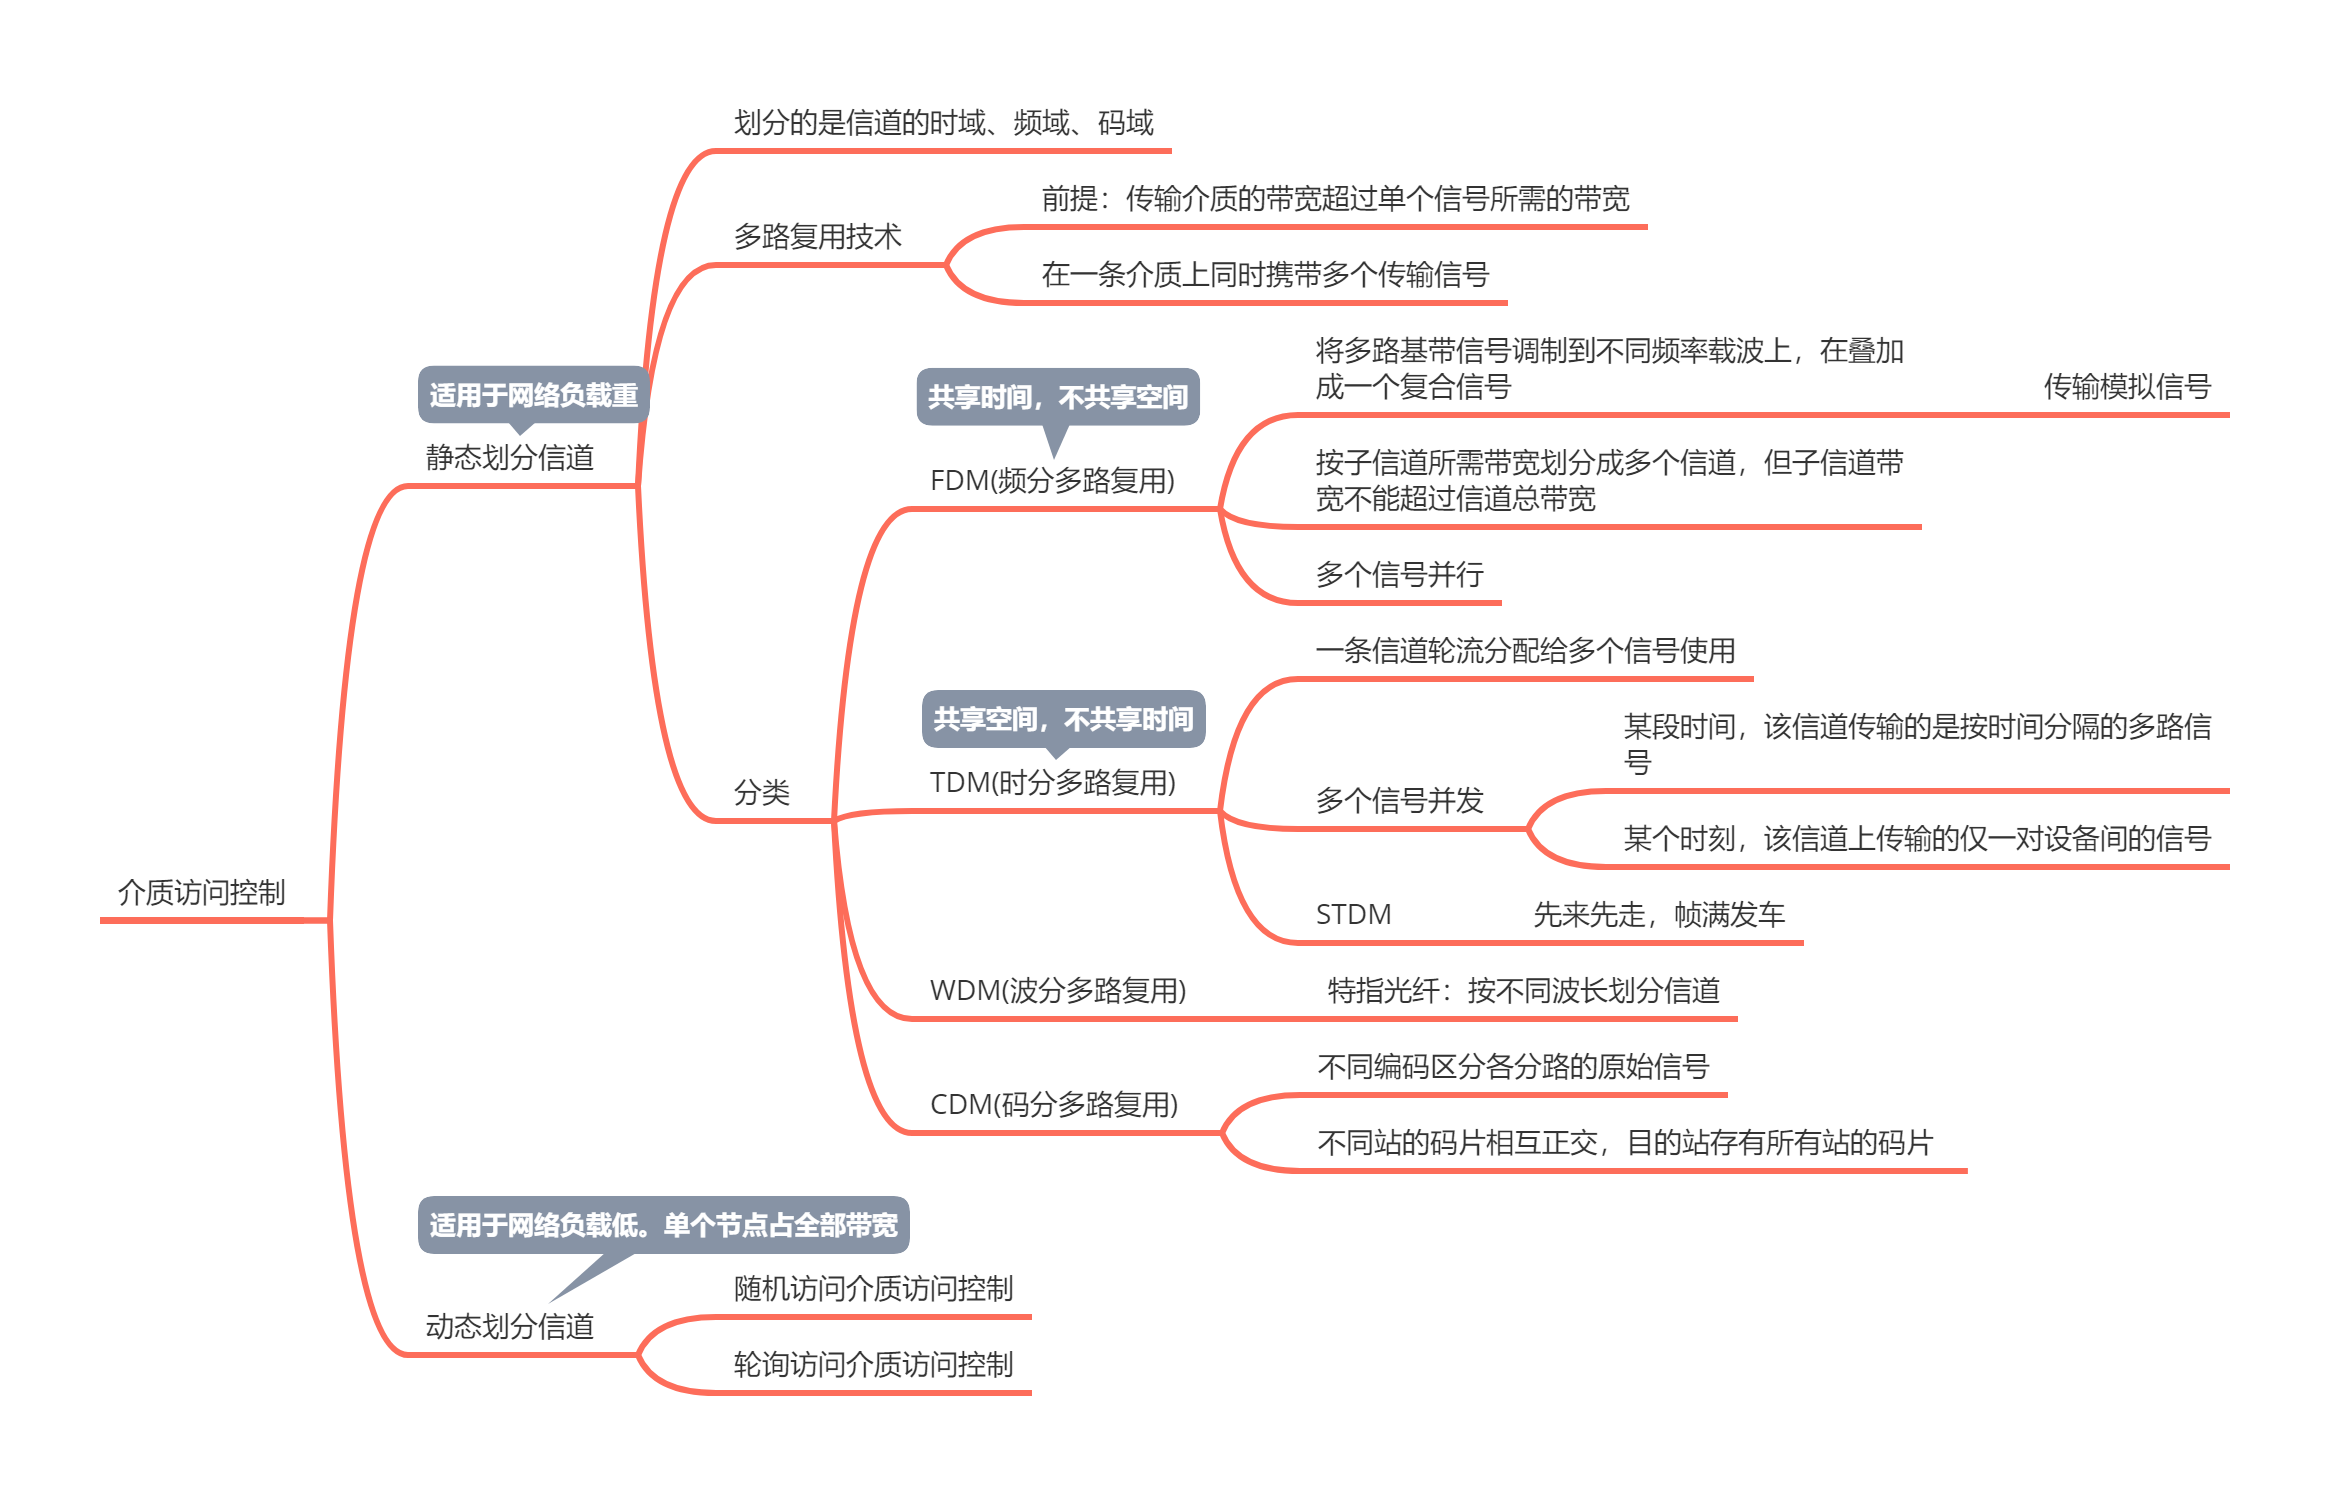 划分的是信道的时域、频域、码域
前提：传输介质的带宽超过单个信号所需的带宽
多路复用技术
在一条介质上同时携带多个传输信号
适用于网络负载重
静态划分信道
共享时间，不共享空间
FDM(频分多路复用)
将多路基带信号调制到不同频率载波上，在叠加
成一个复合信号
传输模拟信号
按子信道所需带宽划分成多个信道，但子信道带
宽不能超过信道总带宽
多个信号并行
分类
共享空间，不共享时间
TDM(时分多路复用)
一条信道轮流分配给多个信号使用
多个信号并发
某段时间，该信道传输的是按时间分隔的多路信
号
某个时刻，该信道上传输的仅一对设备间的信号
STDM
先来先走，帧满发车
介质访问控制
WDM(波分多路复用)
特指光纤：按不同波长划分信道
CDM(码分多路复用)
不同编码区分各分路的原始信号
不同站的码片相互正交，目的站存有所有站的码片
适用于网络负载低。单个节点占全部带宽
动态划分信道
随机访问介质访问控制
轮询访问介质访问控制